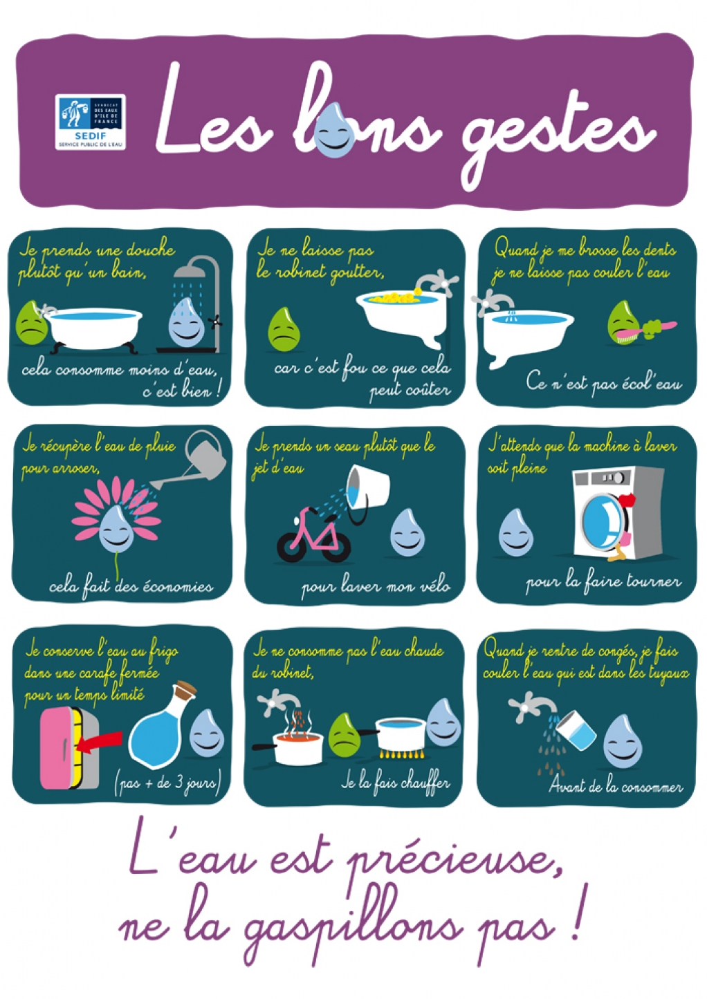 SYNDICAT
DES EAUX
D'ILE DE
FRANCE
SEDIF
SERVICE PUBLIC DE L'EAU
Les bons gestes
Je prends une douche
plutôt qu'un bain,
cela consomme moins d'eau,
c'est bien !
Je ne laisse pas
le robinet goutter,
car c'est fou ce que cela
peut coûter
Quand je me brosse les dents
je ne laisse pas couler l'eau
Ce n'est pas écol'eau
Je récupère l'eau de pluie
pour arroser,
cela fait des économies
Je prends un seau plutôt que le
jet d'eau
pour laver mon vélo
J'attends que la machine à laver
soit pleine
pour la faire tourner
Je conserve l'eau au frigo
dans une carafe fermée
pour un temps limité
(pas + de 3 jours)
Je ne consomme pas l'eau chaude
du robinet,
Je la fais chauffer
Quand je rentre de congés, je fais
couler l'eau qui est dans les tuyaux
Avant de la consommer
L'eau est précieuse,
ne la gaspillons pas !